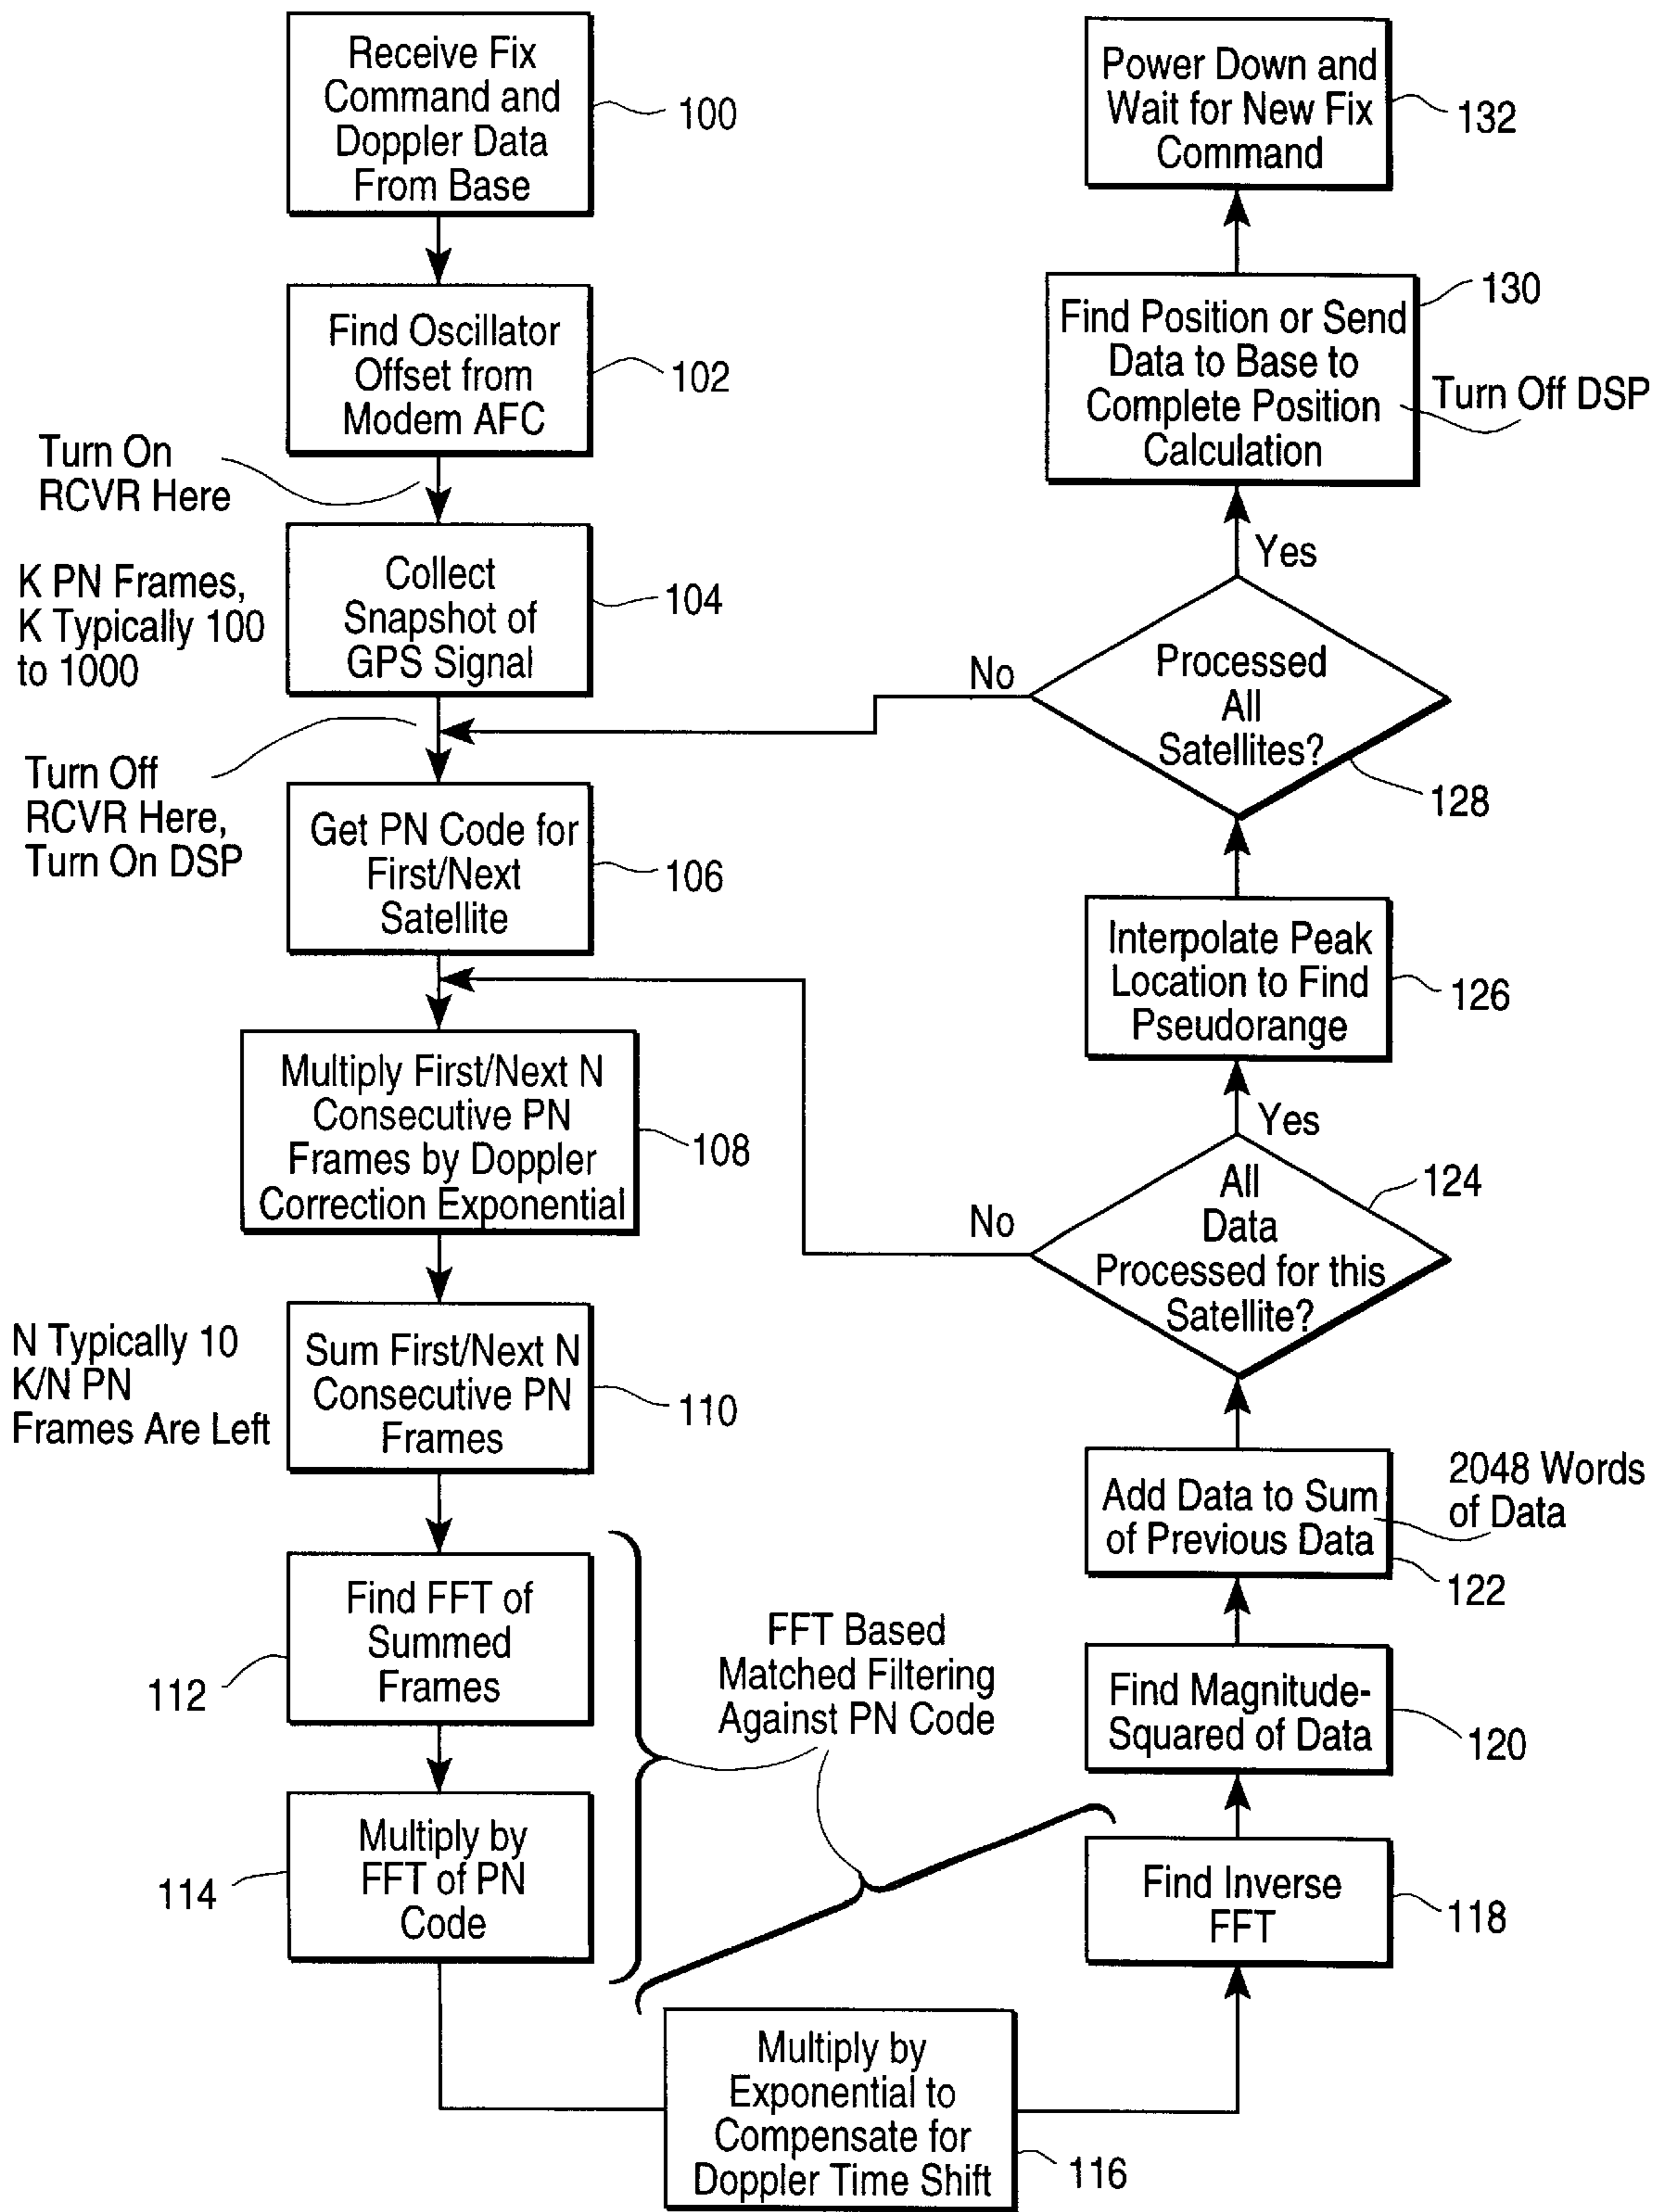 Receive Fix
Command and
Doppler Data
From Base
100
Find Oscillator
Offset from
Modem AFC
102
Turn On
RCVR Here
Collect
Snapshot of
GPS Signal
104
K PN Frames,
K Typically 100
to 1000
Turn Off
RCVR Here,
Turn On DSP
Get PN Code for
First/Next
Satellite
106
Multiply First/Next N
Consecutive PN
Frames by Doppler
Correction Exponential
108
N Typically 10
K/N PN
Frames Are Left
Sum First/Next N
Consecutive PN
Frames
110
Find FFT of
Summed
Frames
112
Multiply by
FFT of PN
Code
114
FFT Based
Matched Filtering
Against PN Code
Multiply by
Exponential to
Compensate for
Doppler Time Shift
116
Find Inverse
FFT
118
Find Magnitude-
Squared of Data
120
Add Data to Sum
of Previous Data
122
2048 Words
of Data
All
Data
Processed for this
Satellite?
124
No
Yes
Interpolate Peak
Location to Find
Pseudorange
126
Processed
All
Satellites?
128
No
Yes
Find Position or Send
Data to Base to
Complete Position
Calculation
130
Turn Off DSP
Power Down and
Wait for New Fix
Command
132